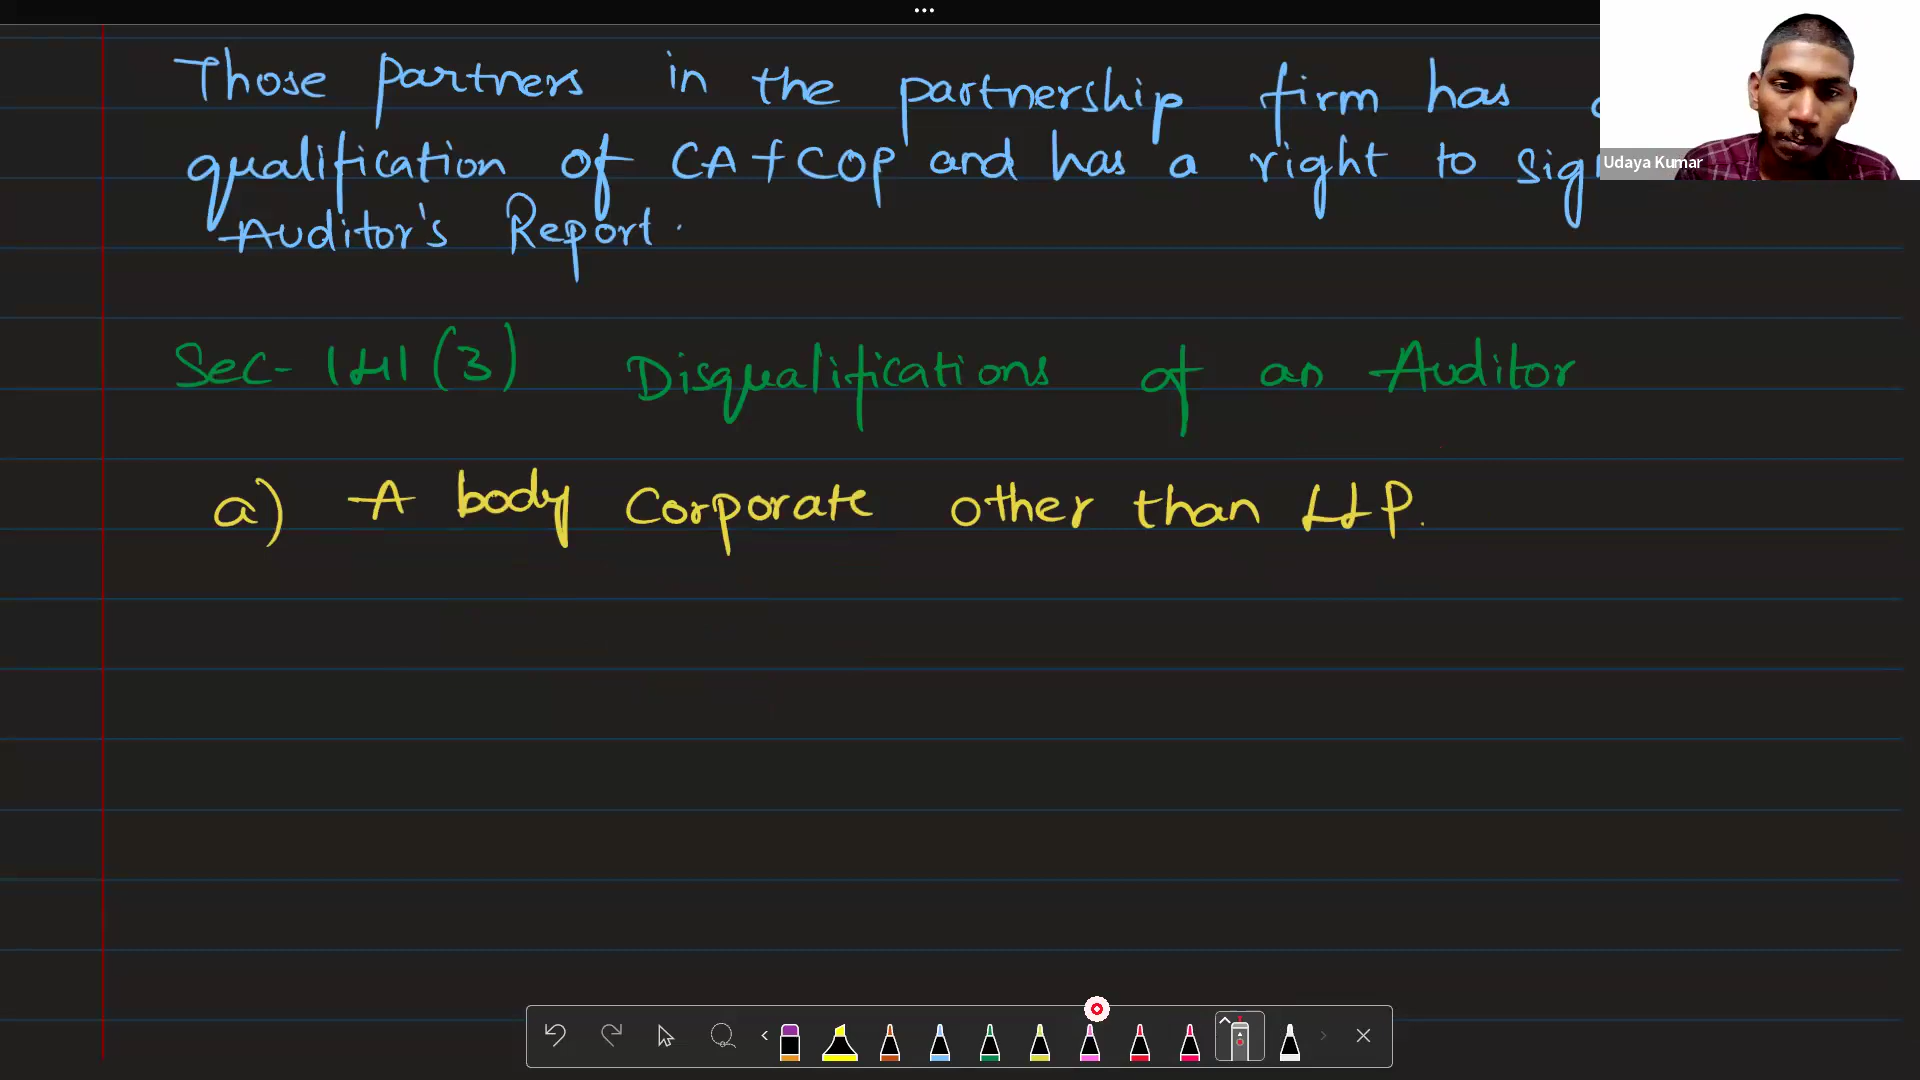 Those partners in the partnership firm has
qualification of CA + COP and has a right to sig
Auditor's Report.
Udaya Kumar
Sec- 141 (3) Disqualifications of an Auditor
a) A body Corporate other than LLP.